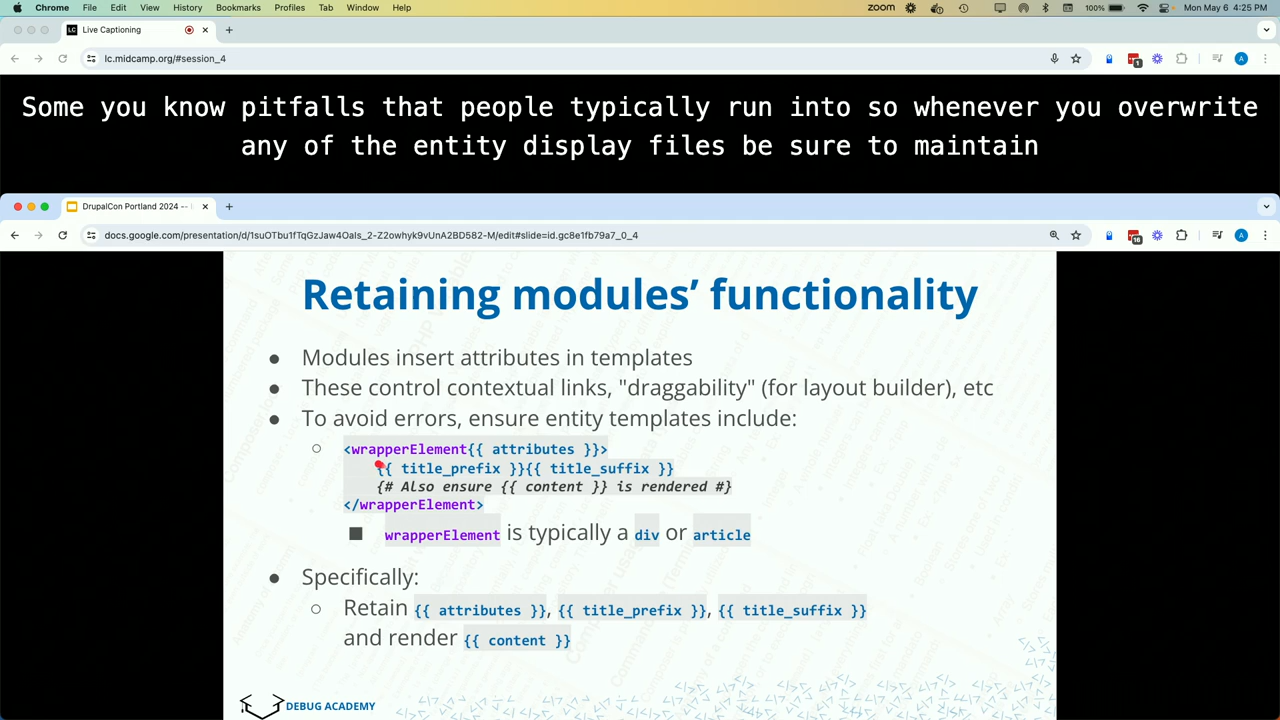 Chrome File Edit View History Bookmarks Profiles Tab Window Help zoom 100% Mon May 6 4:25 PM
LC Live Captioning
lc.midcamp.org/#session_4
1 A
Some you know pitfalls that people typically run into so whenever you overwrite
any of the entity display files be sure to maintain
DrupalCon Portland 2024 --
docs.google.com/presentation/d/1suOTbu1fTqGzJaw4Oals_2-Z2owhyk9vUnA2BD582-M/edit#slide=id.gc8e1fb79a7_0_4
16 A
Retaining modules’ functionality
● Modules insert attributes in templates
● These control contextual links, "draggability" (for layout builder), etc
● To avoid errors, ensure entity templates include:
○ <wrapperElement{{ attributes }}>
{{ title_prefix }}{{ title_suffix }}
{# Also ensure {{ content }} is rendered #}
</wrapperElement>
■ wrapperElement is typically a div or article
● Specifically:
○ Retain {{ attributes }}, {{ title_prefix }}, {{ title_suffix }}
and render {{ content }}
DEBUG ACADEMY